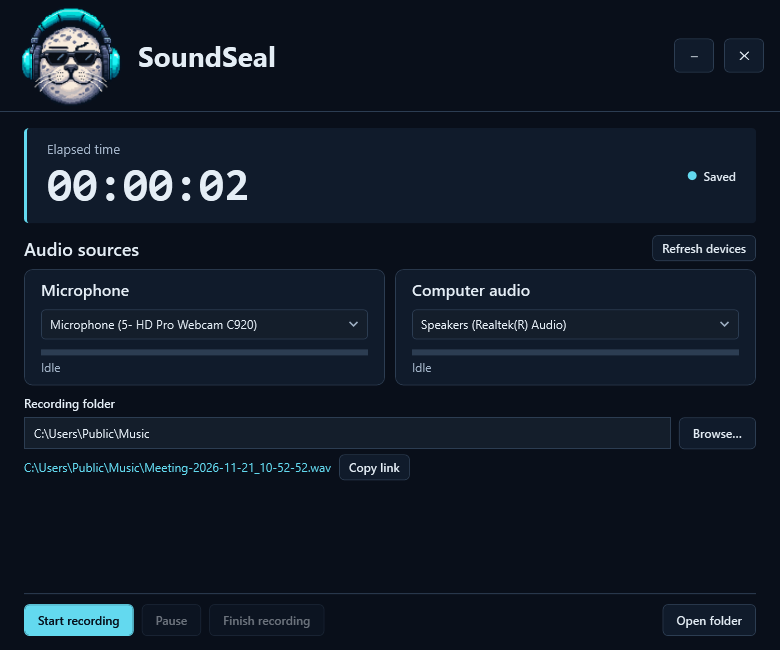 SoundSeal
Elapsed time
00:00:02
Saved
Audio sources
Refresh devices
Microphone
Microphone (5- HD Pro Webcam C920)
Idle
Computer audio
Speakers (Realtek(R) Audio)
Idle
Recording folder
C:\Users\Public\Music
Browse...
C:\Users\Public\Music\Meeting-2026-11-21_10-52-52.wav
Copy link
Start recording
Pause
Finish recording
Open folder